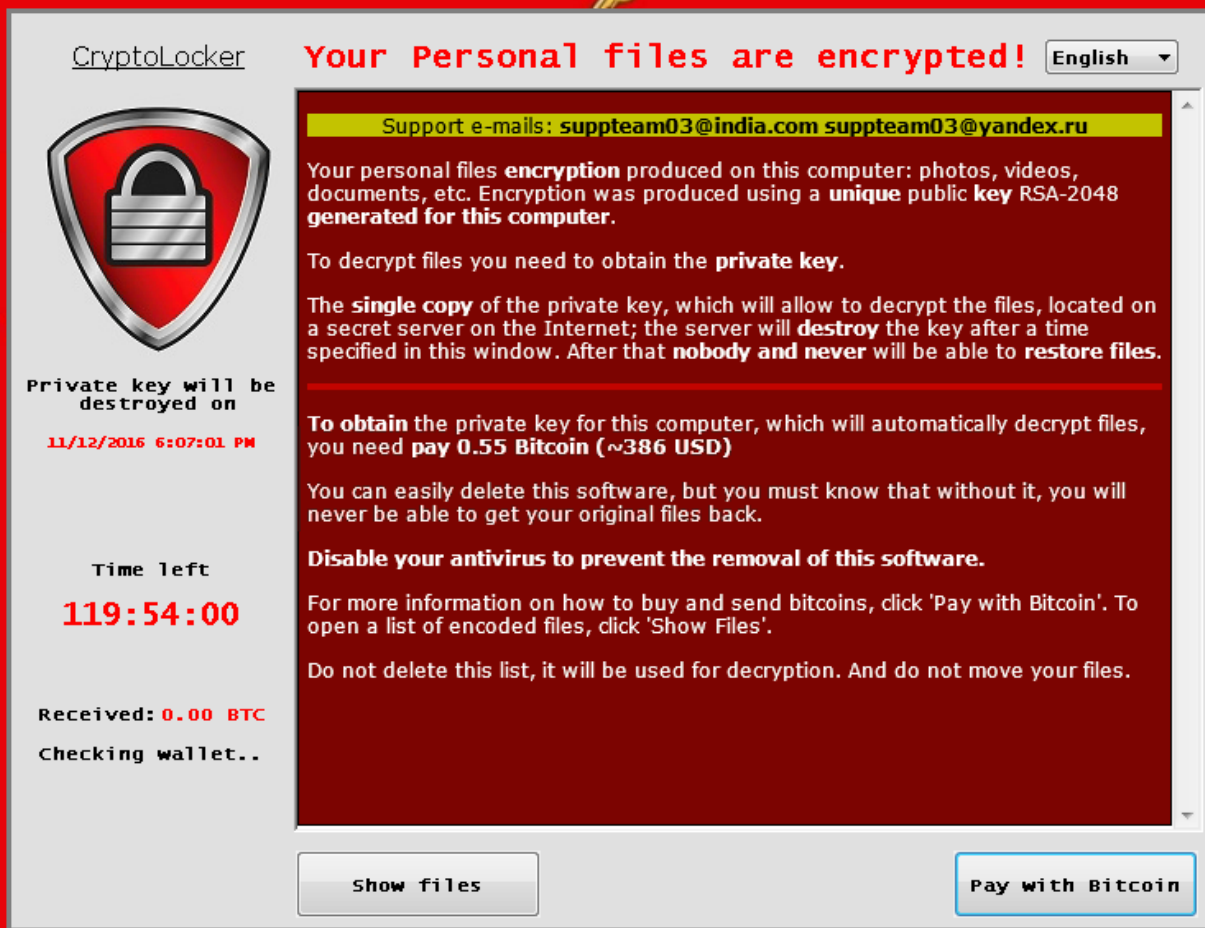 CryptoLocker
Your Personal files are encrypted!
English
Support e-mails: suppteam03@india.com suppteam03@yandex.ru
Your personal files encryption produced on this computer: photos, videos,
documents, etc. Encryption was produced using a unique public key RSA-2048
generated for this computer.
To decrypt files you need to obtain the private key.
The single copy of the private key, which will allow to decrypt the files, located on
a secret server on the Internet; the server will destroy the key after a time
specified in this window. After that nobody and never will be able to restore files.
To obtain the private key for this computer, which will automatically decrypt files,
you need pay 0.55 Bitcoin (~386 USD)
You can easily delete this software, but you must know that without it, you will
never be able to get your original files back.
Disable your antivirus to prevent the removal of this software.
For more information on how to buy and send bitcoins, click 'Pay with Bitcoin'. To
open a list of encoded files, click 'Show Files'.
Do not delete this list, it will be used for decryption. And do not move your files.
Private key will be
destroyed on
11/12/2016 6:07:01 PM
Time left
119:54:00
Received: 0.00 BTC
Checking wallet..
Show files
Pay with Bitcoin